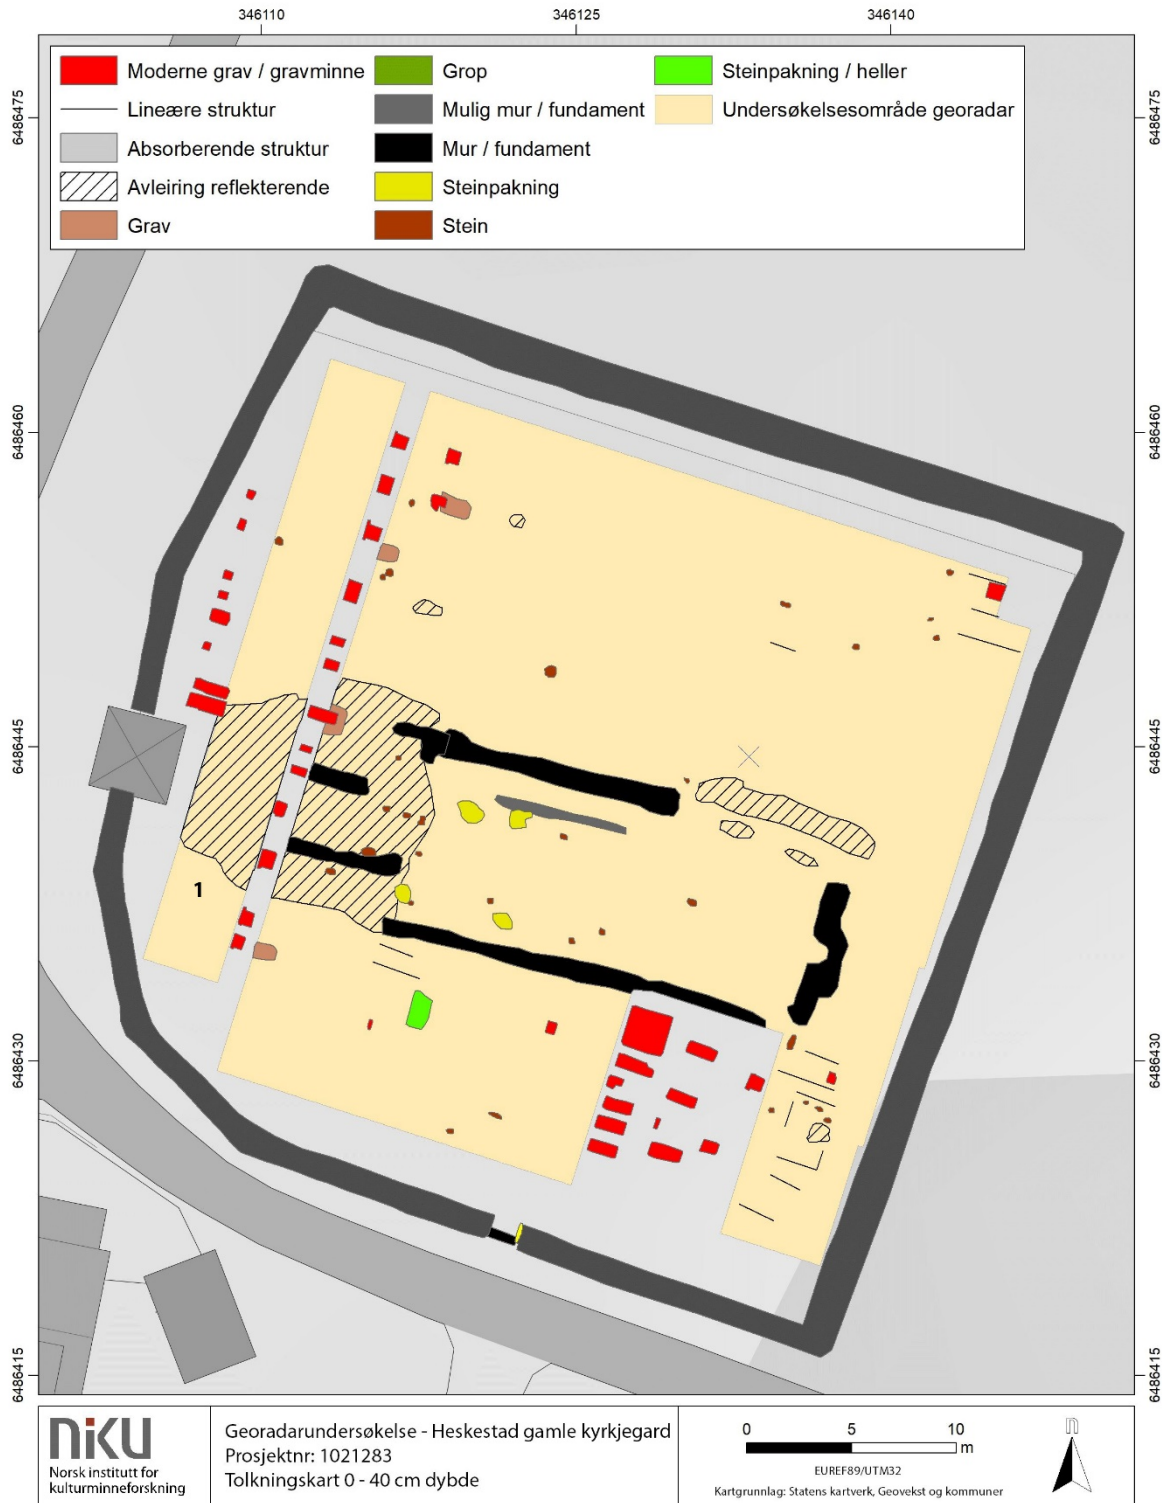 346110 346125 346140
6486475 6486475
Moderne grav / gravminne Grop Steinpakning / heller
Lineære struktur Mulig mur / fundament Undersøkelsesområde georadar
Absorberende struktur Mur / fundament
Avleiring reflekterende Steinpakning
Grav Stein
6486460 6486460
6486445 6486445
1
6486430 6486430
6486415 6486415
niku
Norsk institutt for
kulturminneforskning
Georadarundersøkelse - Heskestad gamle kyrkjegard
Prosjektnr: 1021283
Tolkningskart 0 - 40 cm dybde
0 5 10
m
EUREF89/UTM32
Kartgrunnlag: Statens kartverk, Geovekst og kommuner
n